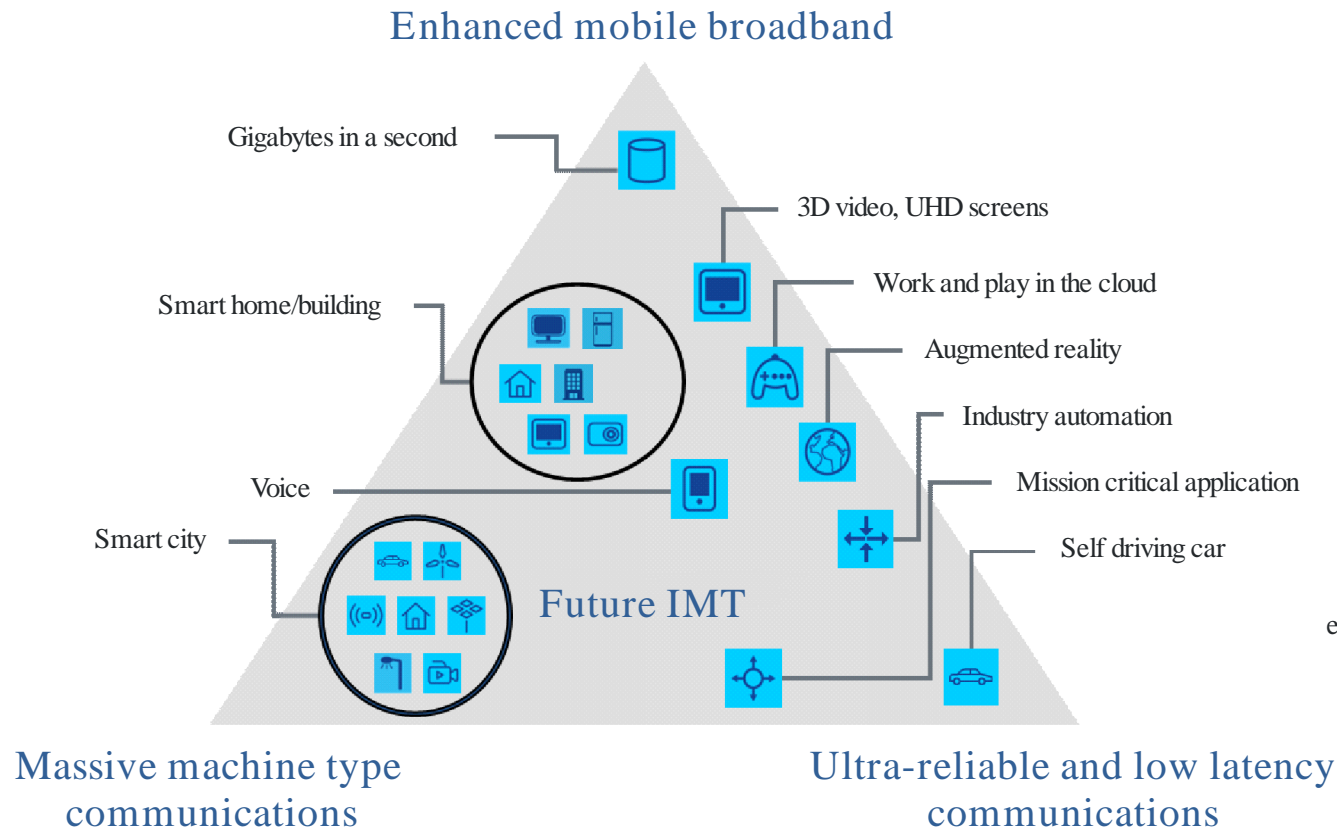 Enhanced mobile broadband
Gigabytes in a second
3D video, UHD screens
Work and play in the cloud
Smart home/building
Augmented reality
Industry automation
Voice
Mission critical application
Smart city
Self driving car
Future IMT
e
Massive machine type
communications
Ultra-reliable and low latency
communications